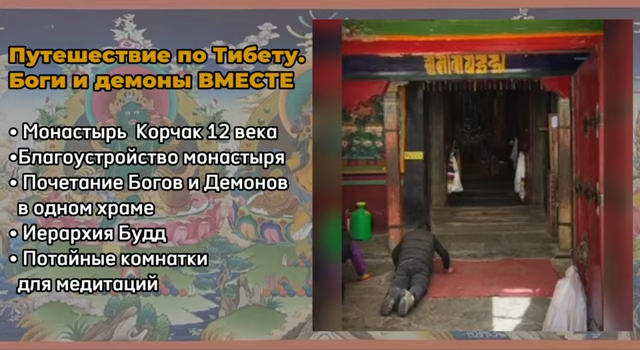 Путешествие по Тибету.
Боги и демоны ВМЕСТЕ
• Монастырь Корчак 12 века
•Благоустройство монастыря
• Почетание Богов и Демонов
в одном храме
• Иерархия Будд
• Потайные комнатки
для медитаций